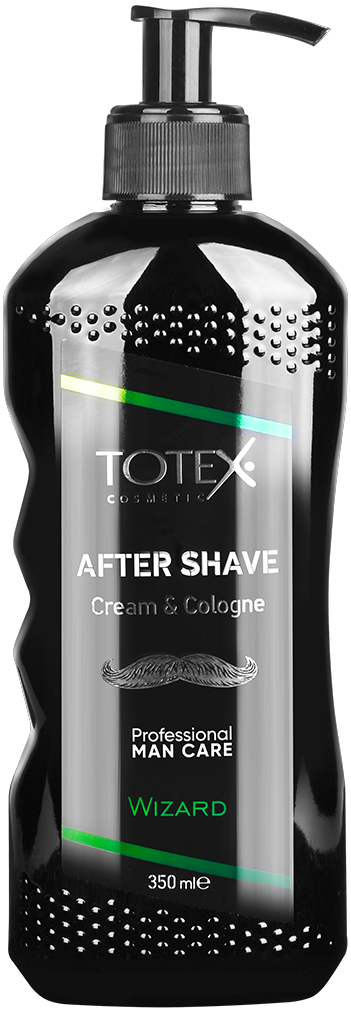 TOTEX
COSMETIC
AFTER SHAVE
Cream & Cologne
Professional
MAN CARE
WIZARD
350 ml℮